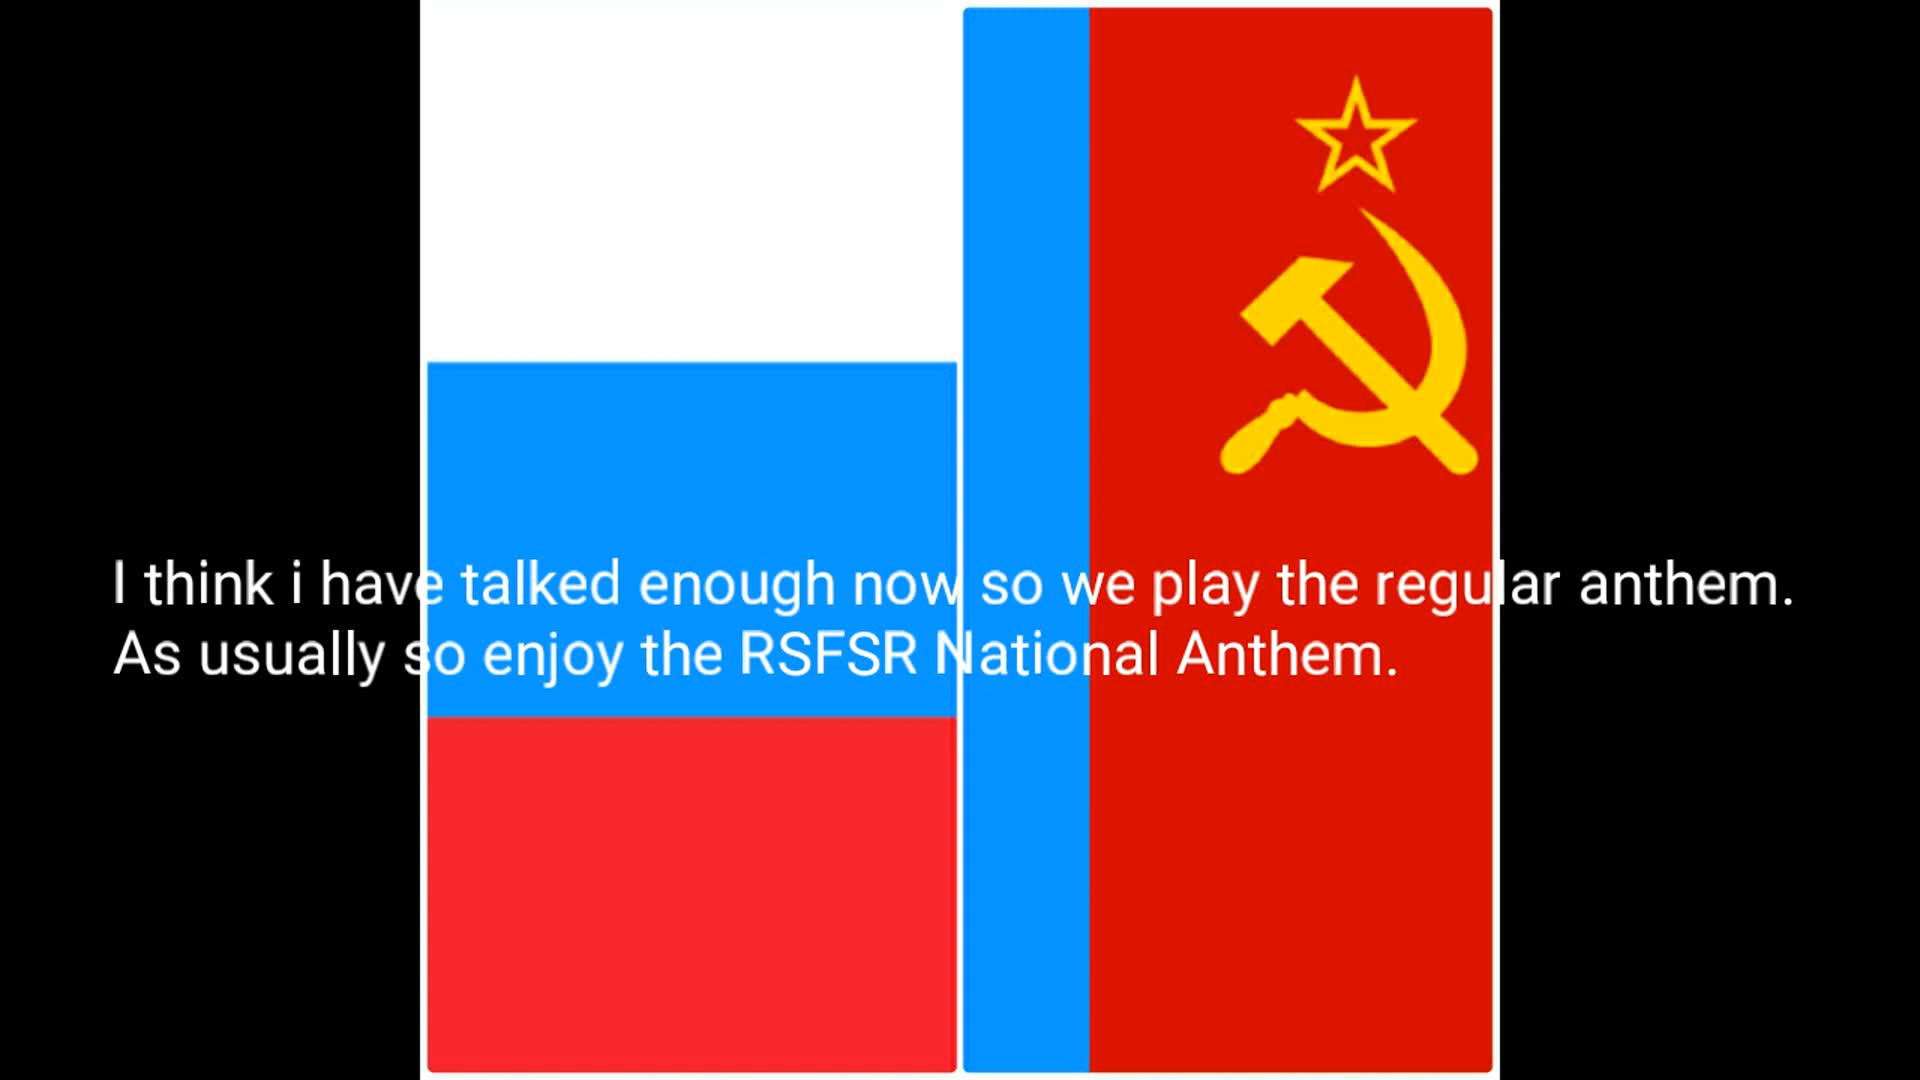 I think i have talked enough now so we play the regular anthem.
As usually so enjoy the RSFSR National Anthem.